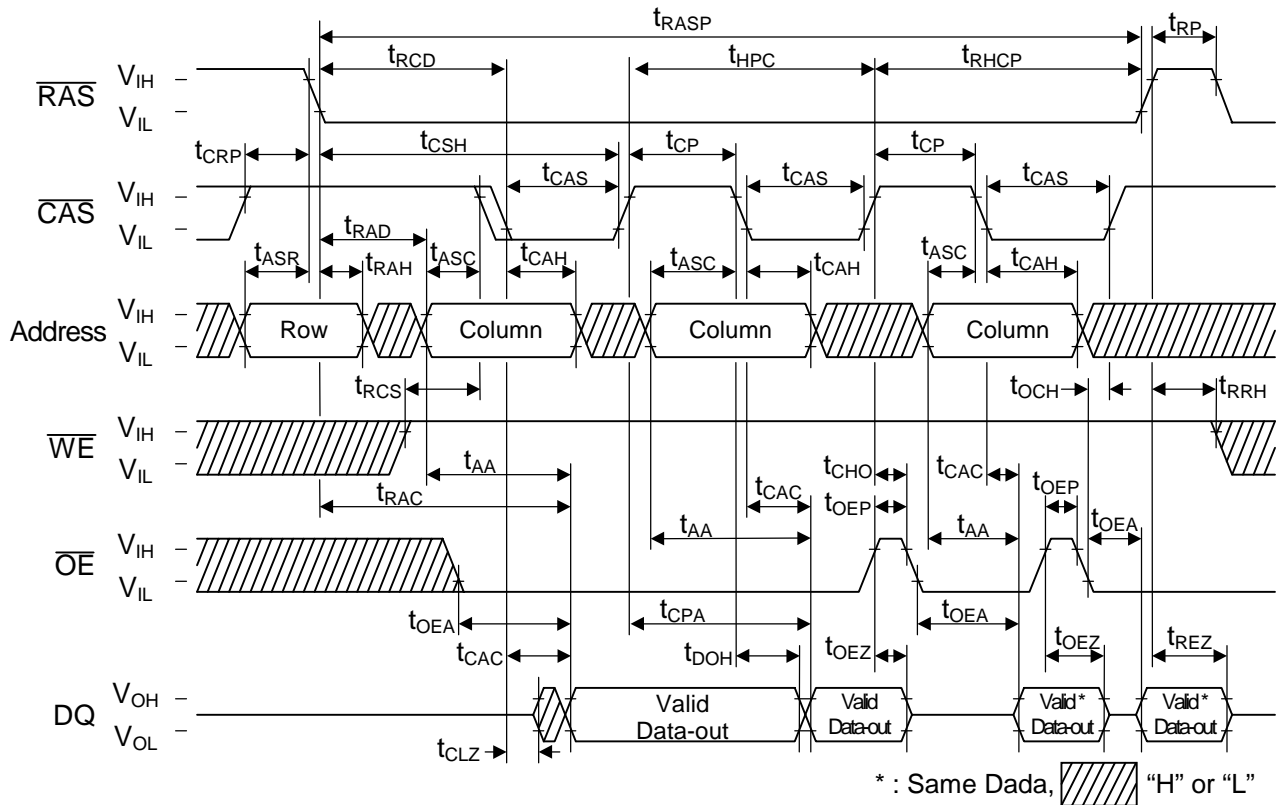 tRASP
tRP
tRCD
tHPC
tRHCP
RAS
VIH
VIL
tCRP
tCSH
tCP
tCP
tCAS
tCAS
tCAS
CAS
VIH
VIL
tRAD
tASR
tRAH
tASC
tCAH
tASC
tCAH
tASC
tCAH
Address
VIH
VIL
Row
Column
Column
Column
tRCS
tOCH
tRRH
WE
VIH
VIL
tAA
tRAC
tCAC
tCHO
tOEP
tCAC
tOEP
tAA
tAA
tOEA
OE
VIH
VIL
tOEA
tCPA
tOEA
tCAC
tDOH
tOEZ
tOEZ
tREZ
DQ
VOH
VOL
Valid
Data-out
Valid
Data-out
Valid*
Data-out
Valid*
Data-out
tCLZ
* : Same Dada, "H" or "L"